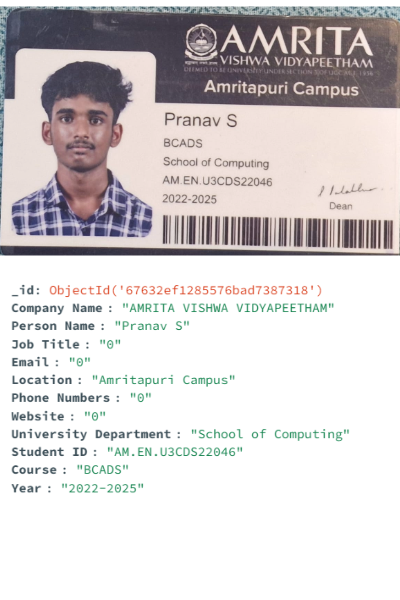 AMRITA
VISHWA VIDYAPEETHAM
DEEMED TO BE UNIVERSITY UNDER SECTION 3 OF UGC ACT, 1956
Amritapuri Campus
Pranav S
BCADS
School of Computing
AM.EN.U3CDS22046
2022-2025
Dean
_id: ObjectId('67632ef1285576bad7387318')
Company Name : "AMRITA VISHWA VIDYAPEETHAM"
Person Name : "Pranav S"
Job Title : "0"
Email : "0"
Location : "Amritapuri Campus"
Phone Numbers : "0"
Website : "0"
University Department : "School of Computing"
Student ID : "AM.EN.U3CDS22046"
Course : "BCADS"
Year : "2022-2025"